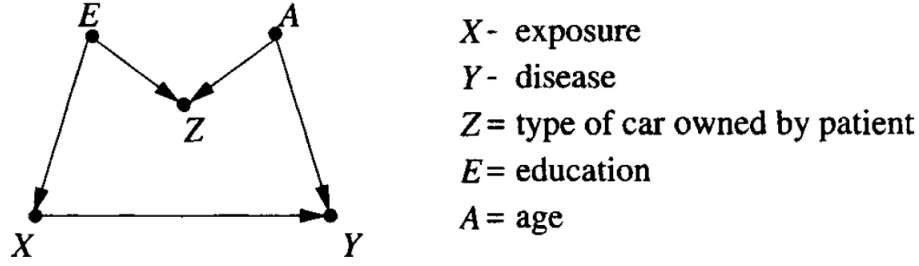 E A
Z
X Y
X- exposure
Y- disease
Z= type of car owned by patient
E= education
A= age